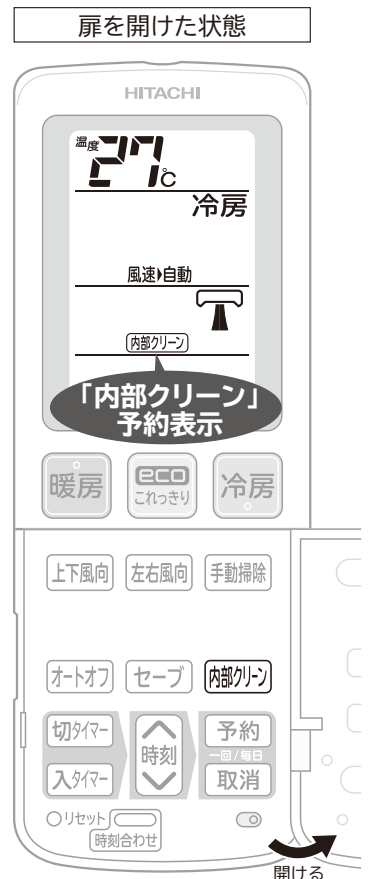 扉を開けた状態
HITACHI
温度 27℃
冷房
風速▶自動
内部クリーン
「内部クリーン」
予約表示
暖房 eco これっきり 冷房
上下風向 左右風向 手動掃除
オートオフ セーブ 内部クリーン
切タイマー 時刻 予約
一回/毎日
入タイマー 取消
リセット
時刻合わせ
開ける